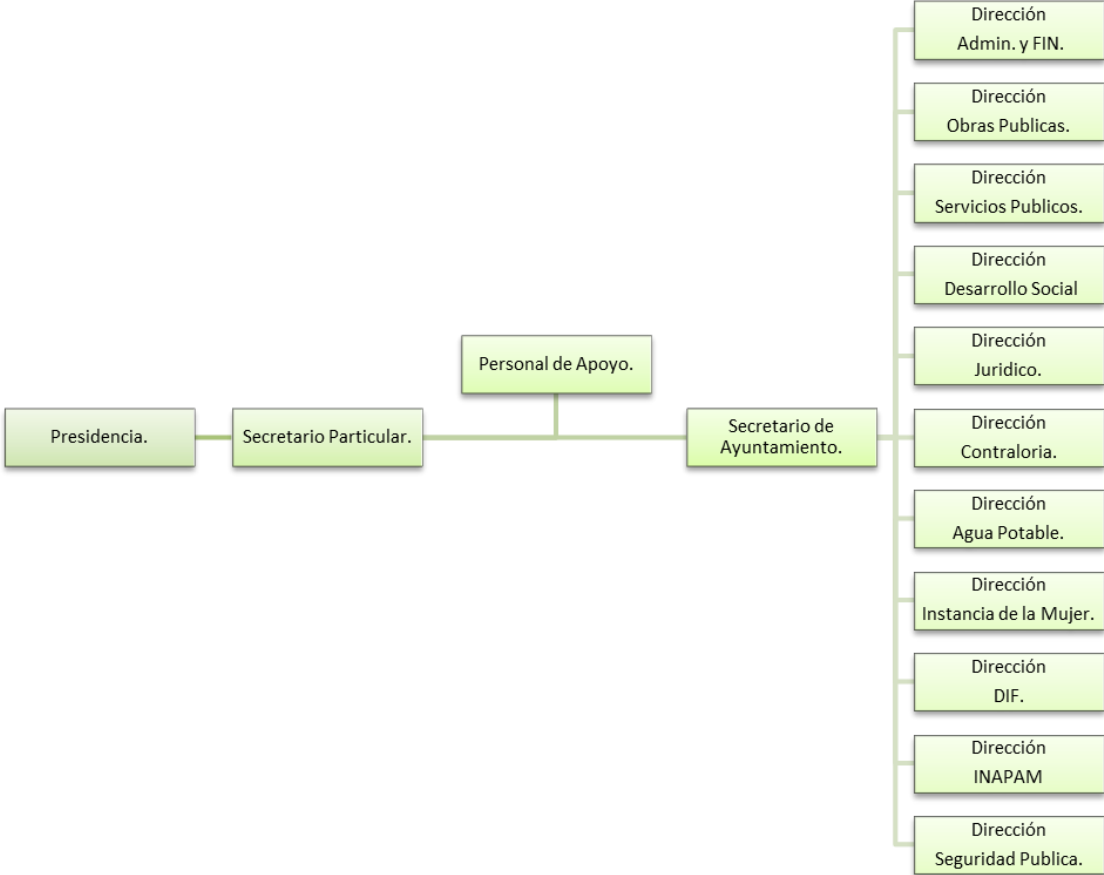 Presidencia.
Secretario Particular.
Personal de Apoyo.
Secretario de
Ayuntamiento.
Dirección
Admin. y FIN.
Dirección
Obras Publicas.
Dirección
Servicios Publicos.
Dirección
Desarrollo Social
Dirección
Juridico.
Dirección
Contraloria.
Dirección
Agua Potable.
Dirección
Instancia de la Mujer.
Dirección
DIF.
Dirección
INAPAM
Dirección
Seguridad Publica.